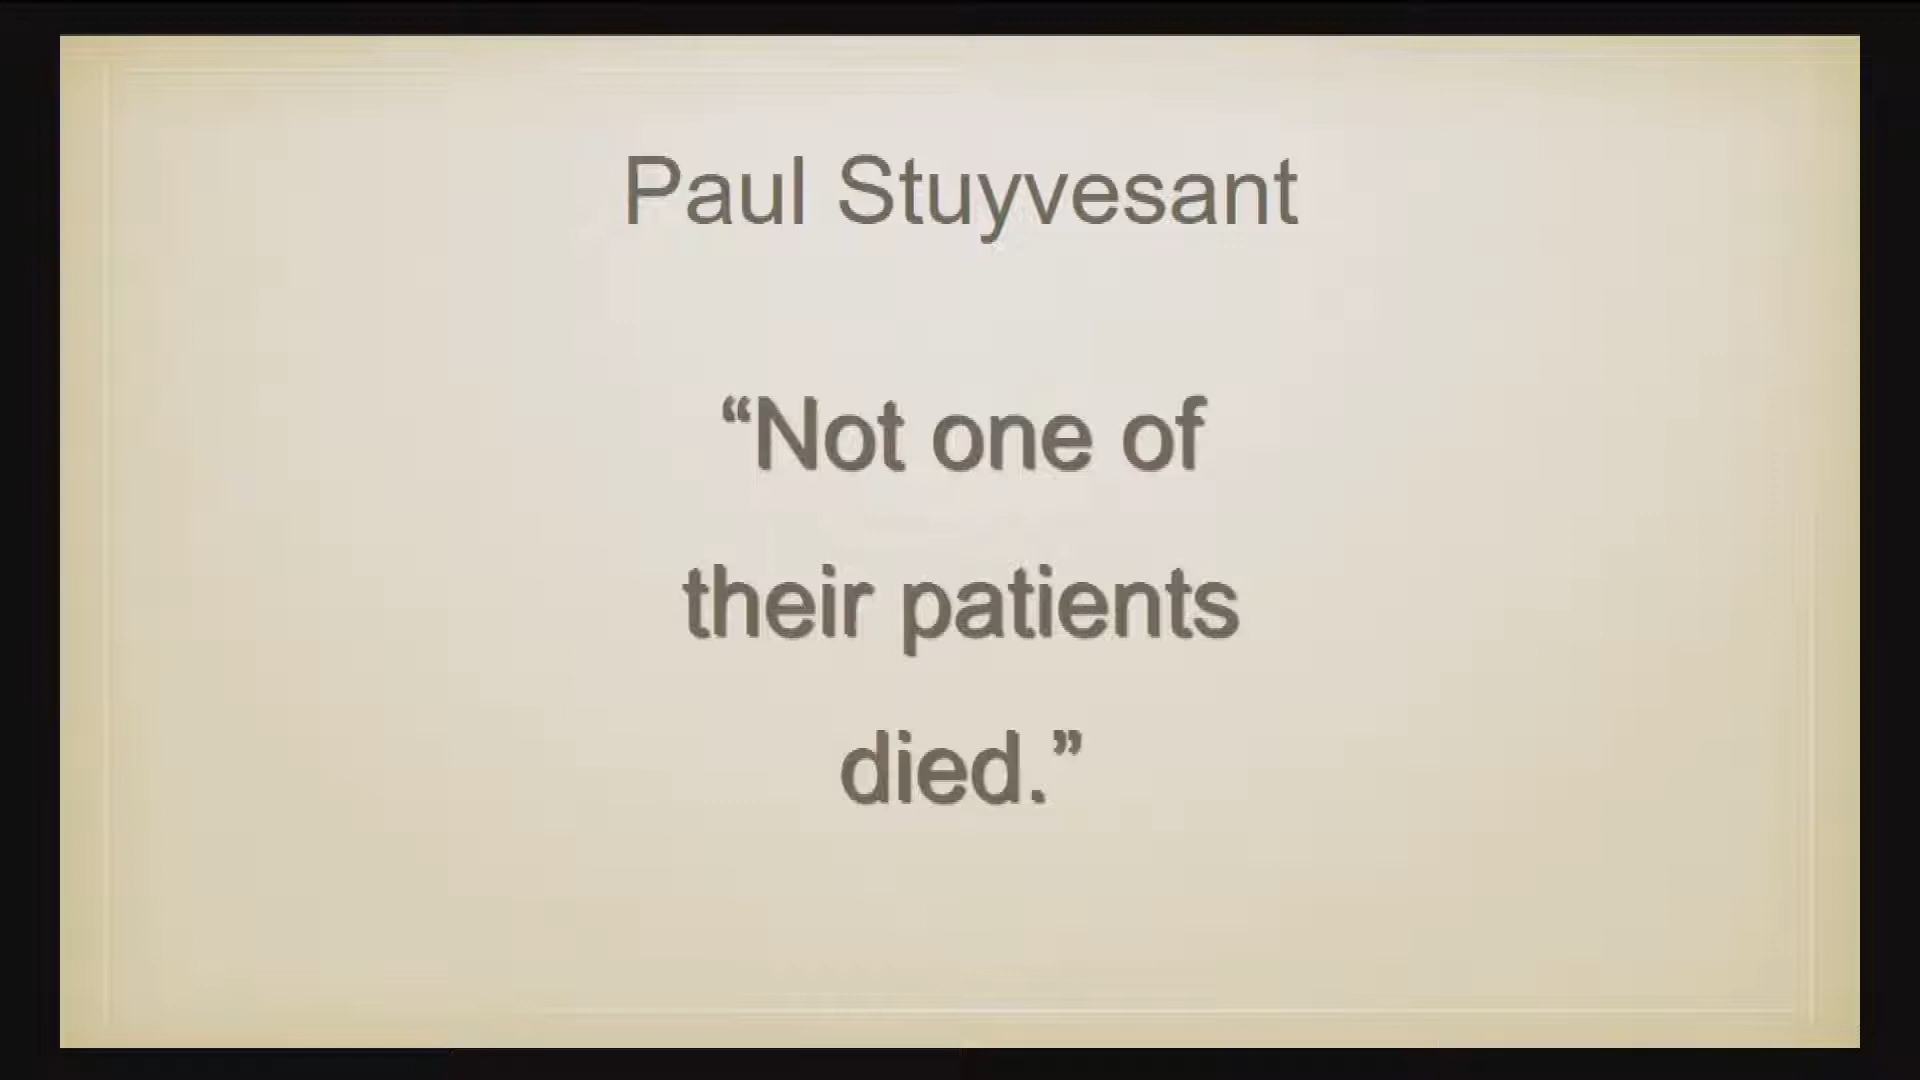 Paul Stuyvesant
“Not one of
their patients
died.”